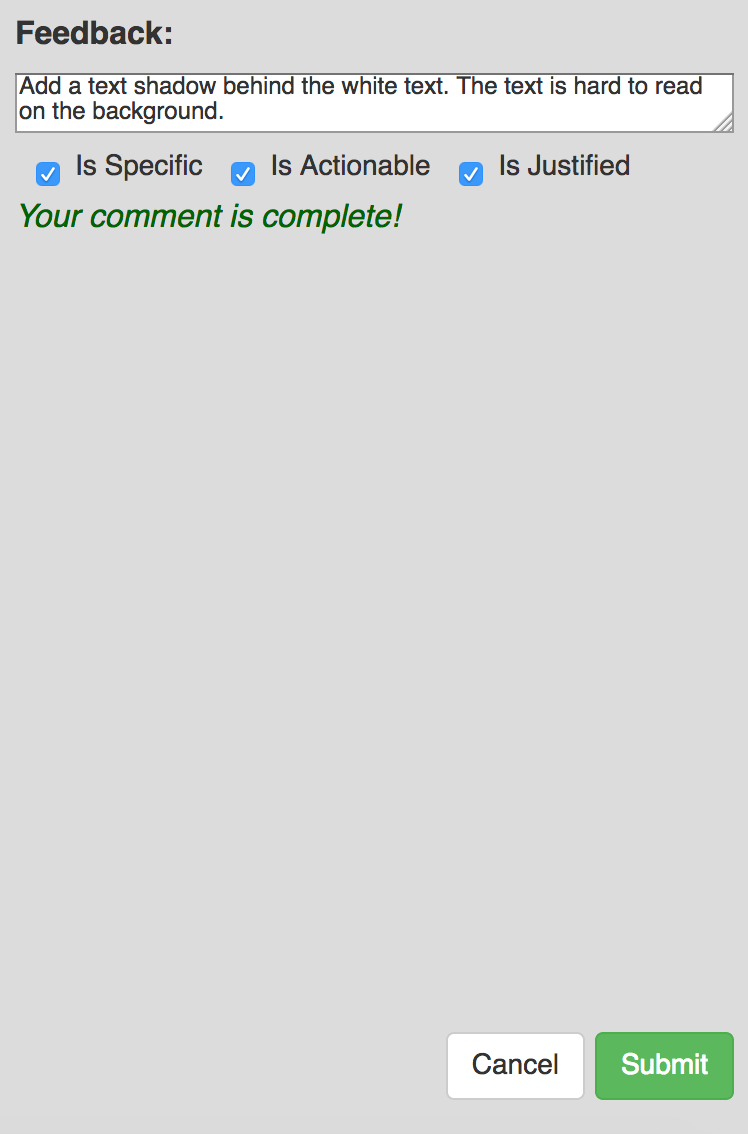 Feedback:
Add a text shadow behind the white text. The text is hard to read
on the background.
Is Specific Is Actionable Is Justified
Your comment is complete!
Cancel Submit